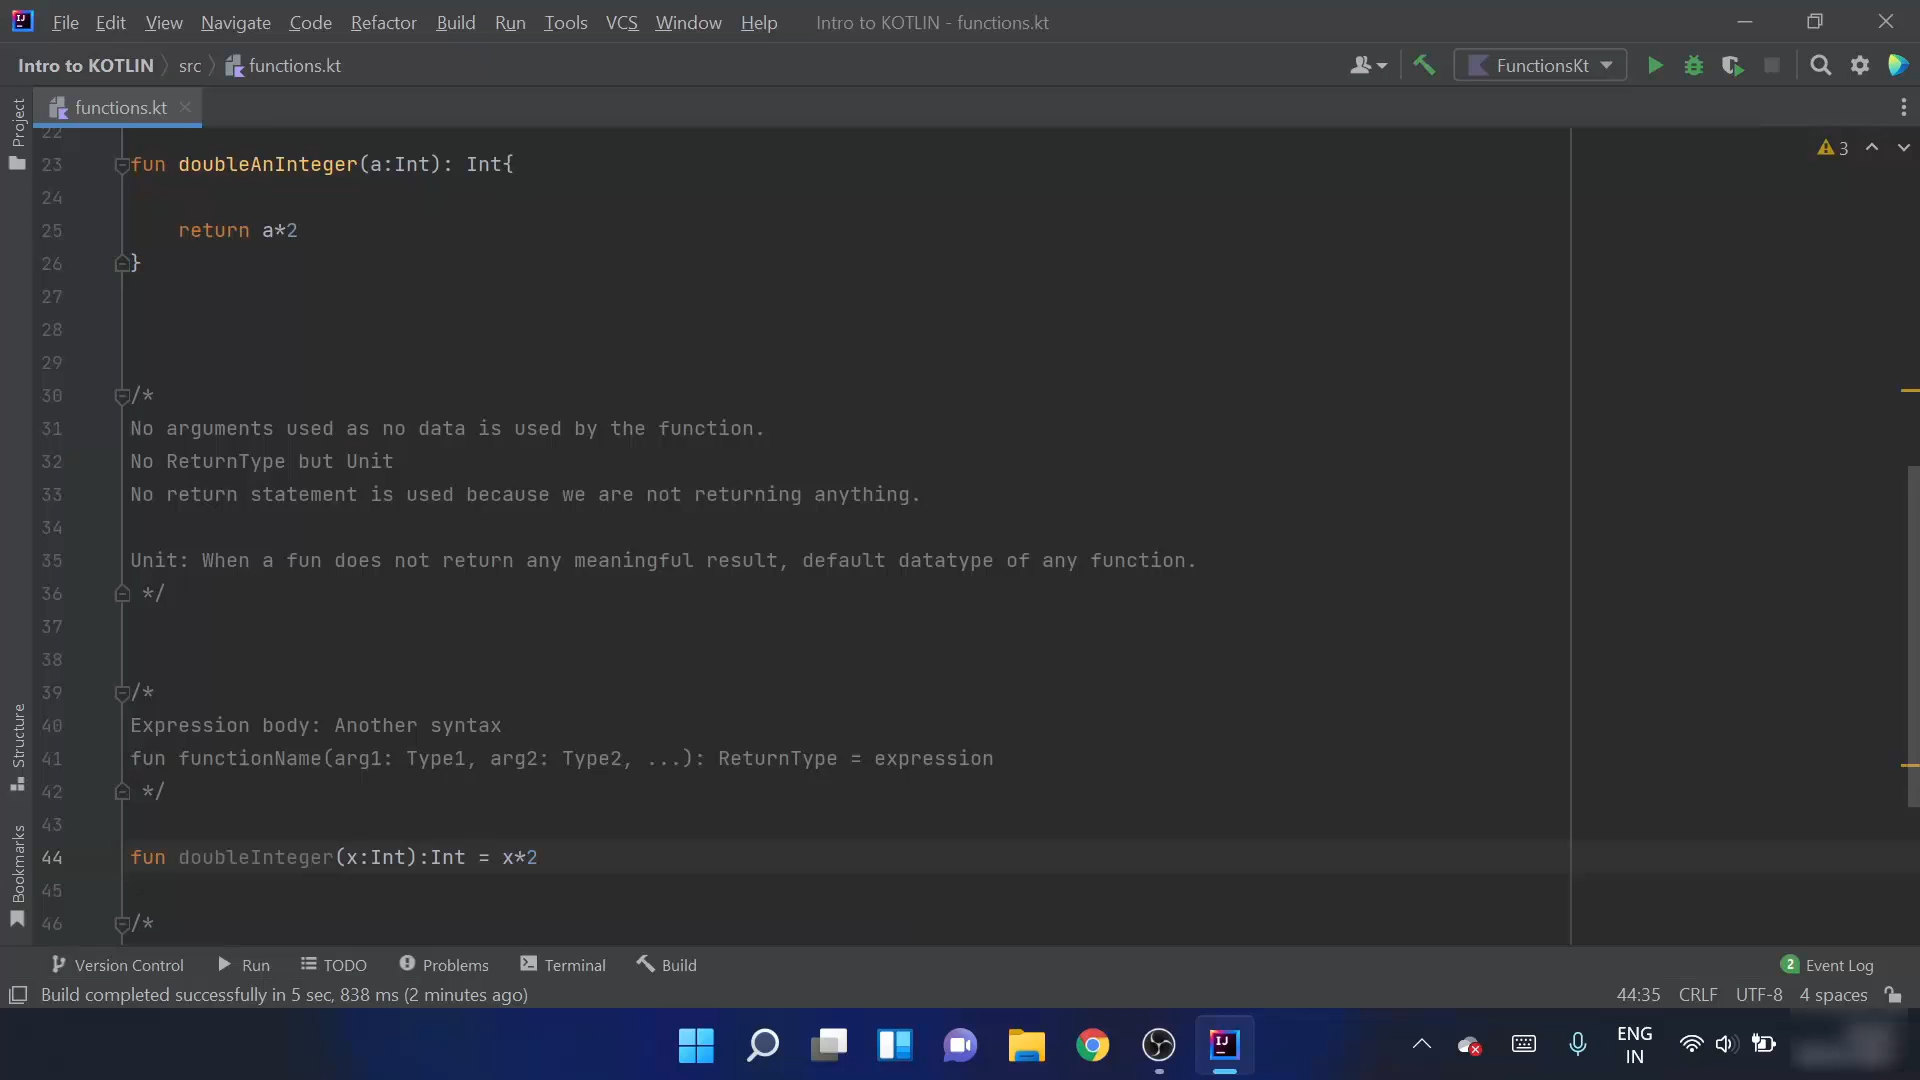 File Edit View Navigate Code Refactor Build Run Tools VCS Window Help Intro to KOTLIN - functions.kt
Intro to KOTLIN src functions.kt FunctionsKt
functions.kt
Project
Structure
Bookmarks
3
22
23 fun doubleAnInteger(a:Int): Int{
24
25 return a*2
26 }
27
28
29
30 /*
31 No arguments used as no data is used by the function.
32 No ReturnType but Unit
33 No return statement is used because we are not returning anything.
34
35 Unit: When a fun does not return any meaningful result, default datatype of any function.
36 */
37
38
39 /*
40 Expression body: Another syntax
41 fun functionName(arg1: Type1, arg2: Type2, ...): ReturnType = expression
42 */
43
44 fun doubleInteger(x:Int):Int = x*2
45
46 /*
Version Control Run TODO Problems Terminal Build 2 Event Log
Build completed successfully in 5 sec, 838 ms (2 minutes ago) 44:35 CRLF UTF-8 4 spaces
ENG
IN